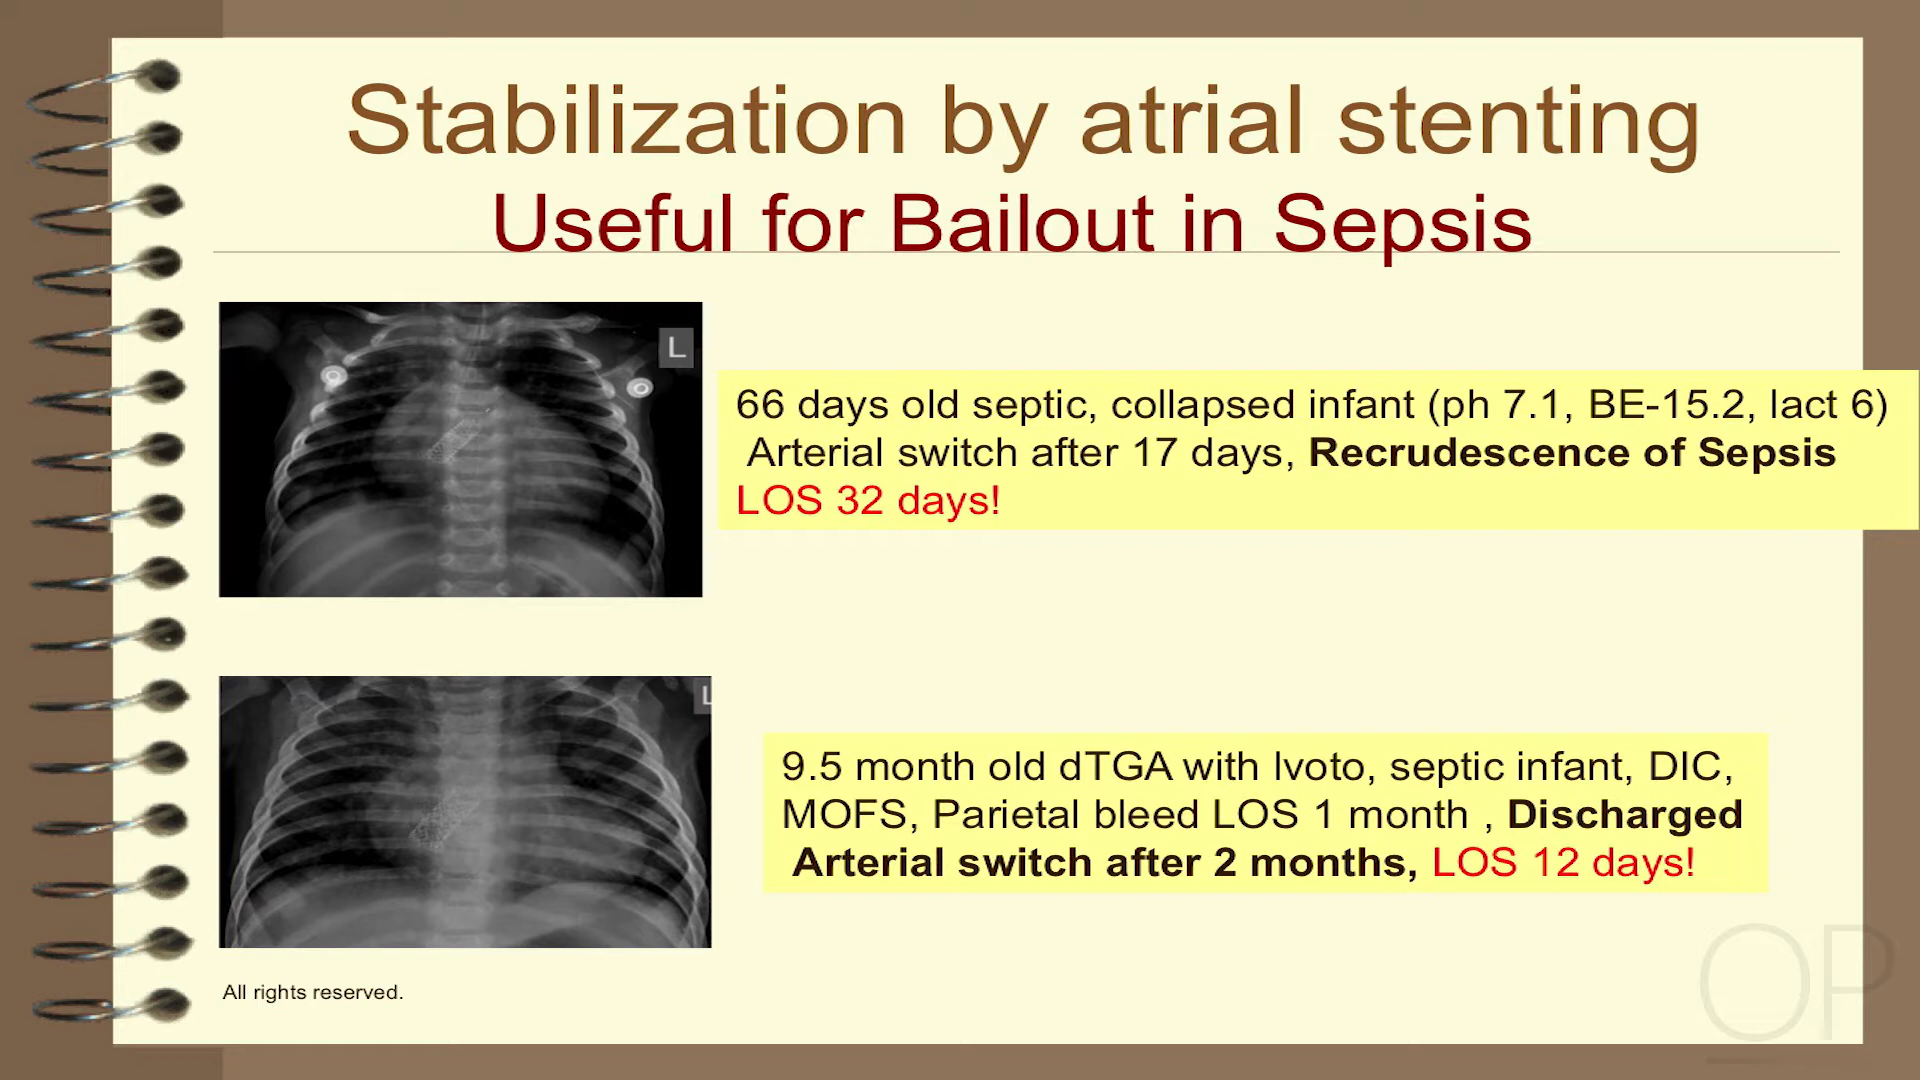 Stabilization by atrial stenting
Useful for Bailout in Sepsis
L
66 days old septic, collapsed infant (ph 7.1, BE-15.2, lact 6)
Arterial switch after 17 days, Recrudescence of Sepsis
LOS 32 days!
L
9.5 month old dTGA with lvoto, septic infant, DIC,
MOFS, Parietal bleed LOS 1 month , Discharged
Arterial switch after 2 months, LOS 12 days!
All rights reserved.
OP